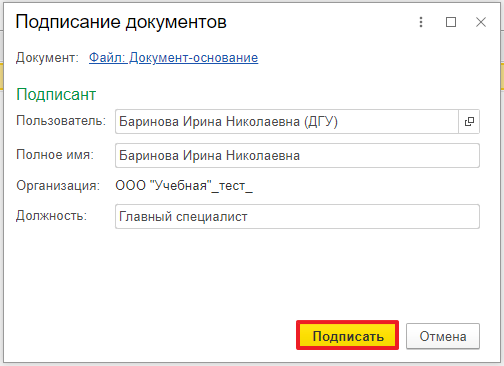 Подписание документов
Документ: Файл: Документ-основание
Подписант
Пользователь: Баринова Ирина Николаевна (ДГУ)
Полное имя: Баринова Ирина Николаевна
Организация: ООО "Учебная"_тест_
Должность: Главный специалист
Подписать Отмена